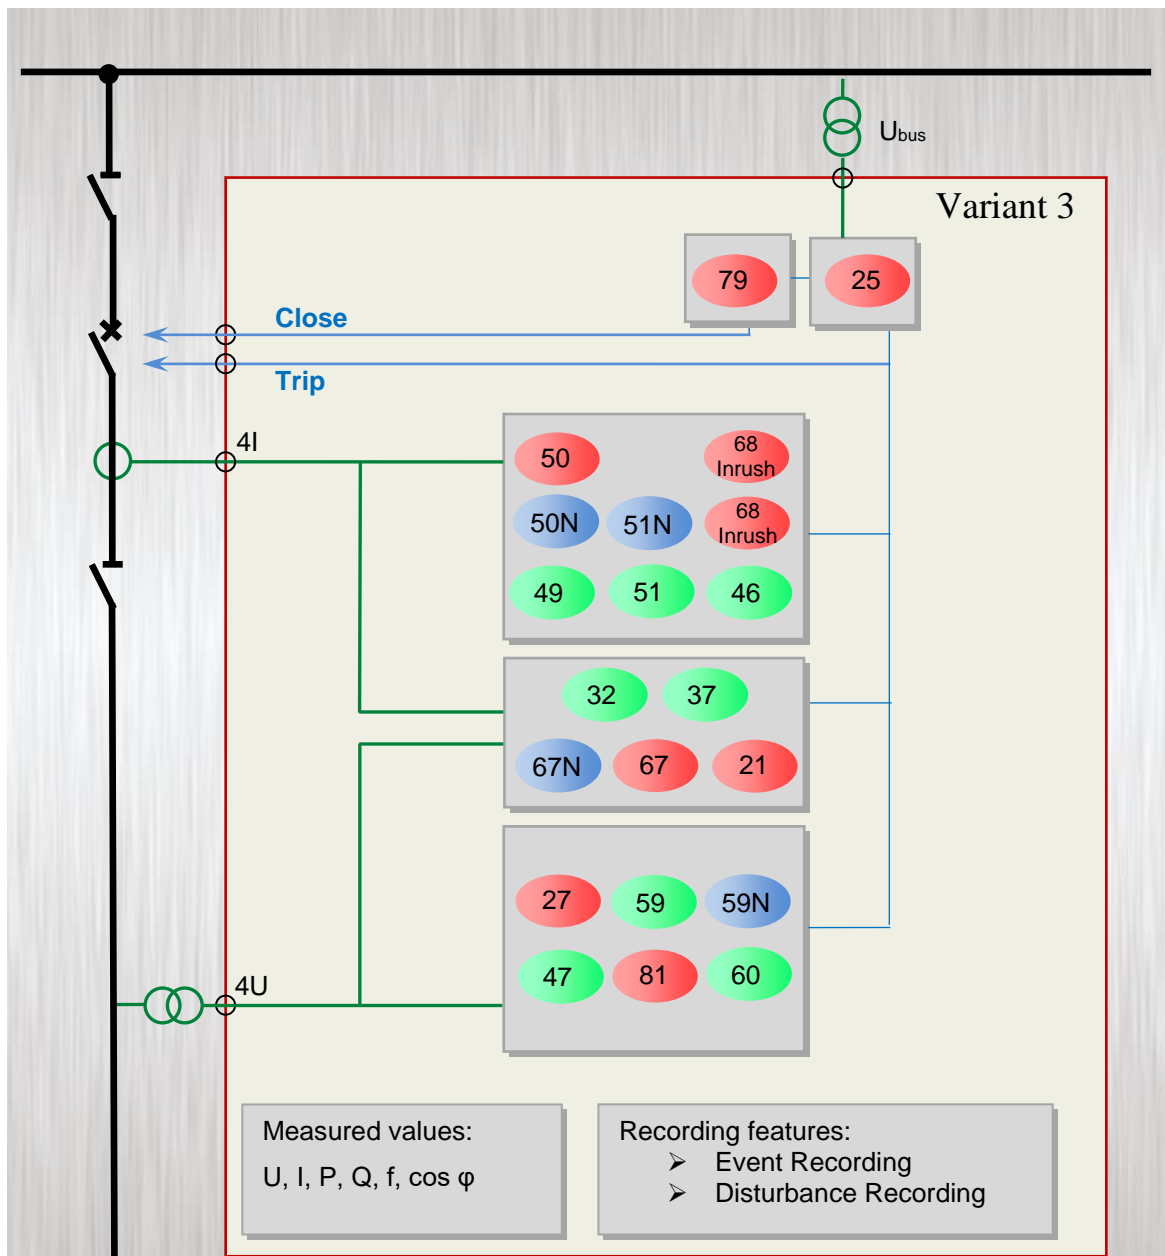 Ubus
Variant 3
79
25
Close
Trip
4I
50
68
Inrush
50N
51N
68
Inrush
49
51
46
32
37
67N
67
21
27
59
59N
47
81
60
4U
Measured values:
U, I, P, Q, f, cos φ
Recording features:
➢ Event Recording
➢ Disturbance Recording